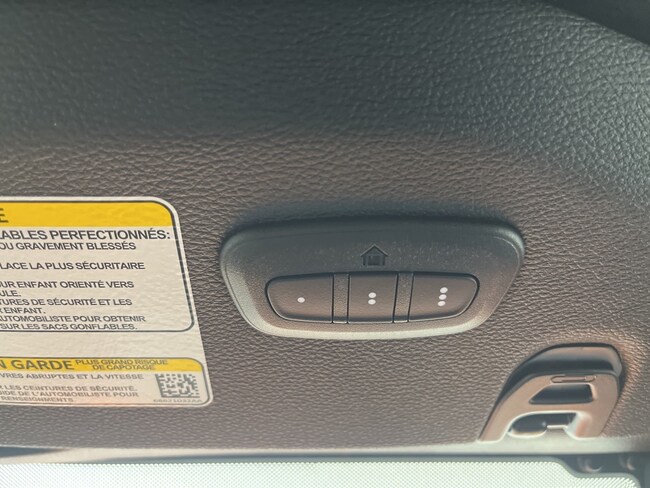 E
ABLES PERFECTIONNÉS:
OU GRAVEMENT BLESSÉS
LACE LA PLUS SÉCURITAIRE
UR ENFANT ORIENTÉ VERS
ULE.
TURES DE SÉCURITÉ ET LES
R ENFANT.
AUTOMOBILISTE POUR OBTENIR
SUR LES SACS GONFLABLES.
N GARDE PLUS GRAND RISQUE
DE CAPOTAGE
VRES ABRUPTES ET LA VITESSE
R LES CEINTURES DE SÉCURITÉ.
IDE DE L'AUTOMOBILISTE POUR
RENSEIGNEMENTS.